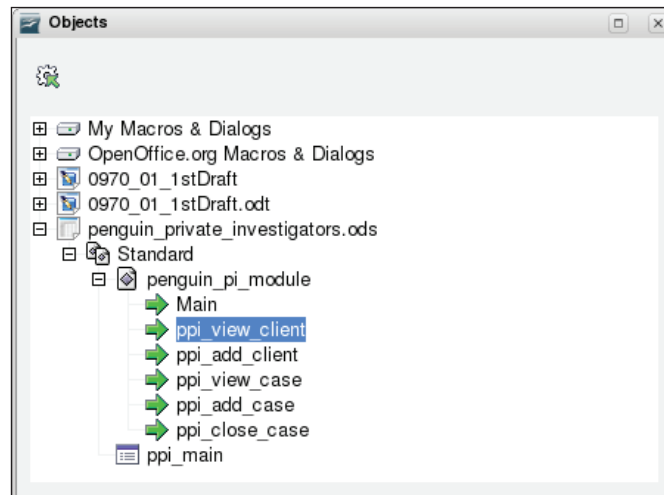 Objects
My Macros & Dialogs
OpenOffice.org Macros & Dialogs
0970_01_1stDraft
0970_01_1stDraft.odt
penguin_private_investigators.ods
Standard
penguin_pi_module
Main
ppi_view_client
ppi_add_client
ppi_view_case
ppi_add_case
ppi_close_case
ppi_main